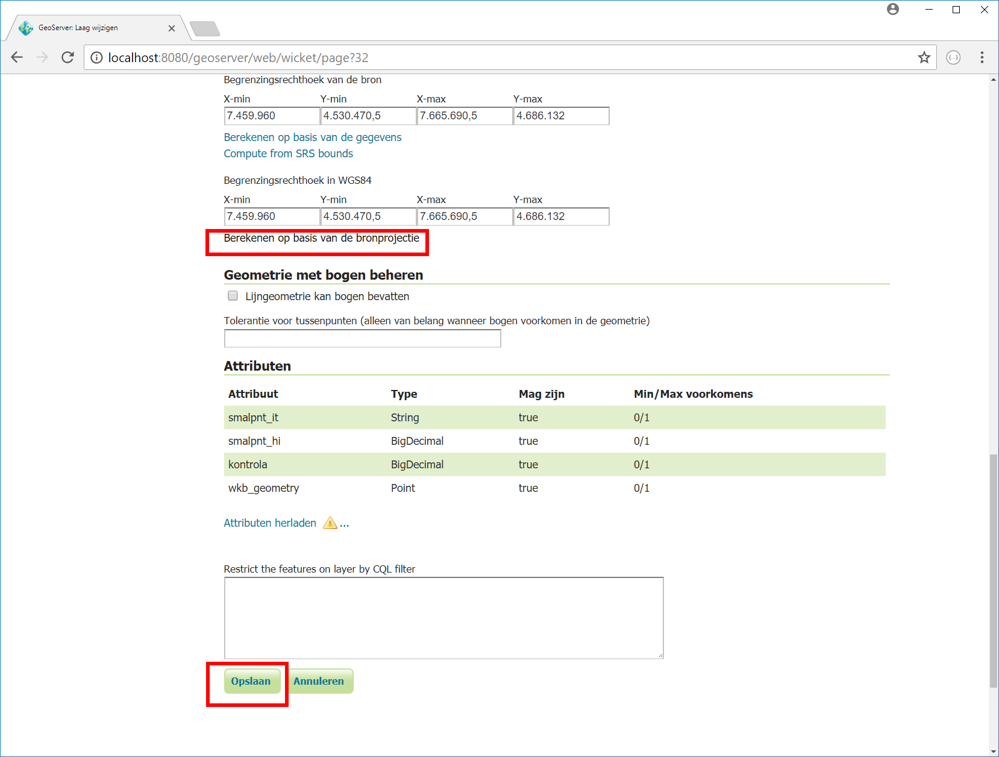 GeoServer: Laag wijzigen
localhost:8080/geoserver/web/wicket/page?32
Begrenzingsrechthoek van de bron
X-min Y-min X-max Y-max
7.459.960 4.530.470,5 7.665.690,5 4.686.132
Berekenen op basis van de gegevens
Compute from SRS bounds
Begrenzingsrechthoek in WGS84
X-min Y-min X-max Y-max
7.459.960 4.530.470,5 7.665.690,5 4.686.132
Berekenen op basis van de bronprojectie
Geometrie met bogen beheren
Lijngeometrie kan bogen bevatten
Tolerantie voor tussenpunten (alleen van belang wanneer bogen voorkomen in de geometrie)
Attributen
Attribuut Type Mag zijn Min/Max voorkomens
smalpnt_it String true 0/1
smalpnt_hi BigDecimal true 0/1
kontrola BigDecimal true 0/1
wkb_geometry Point true 0/1
Attributen herladen ...
Restrict the features on layer by CQL filter
Opslaan Annuleren